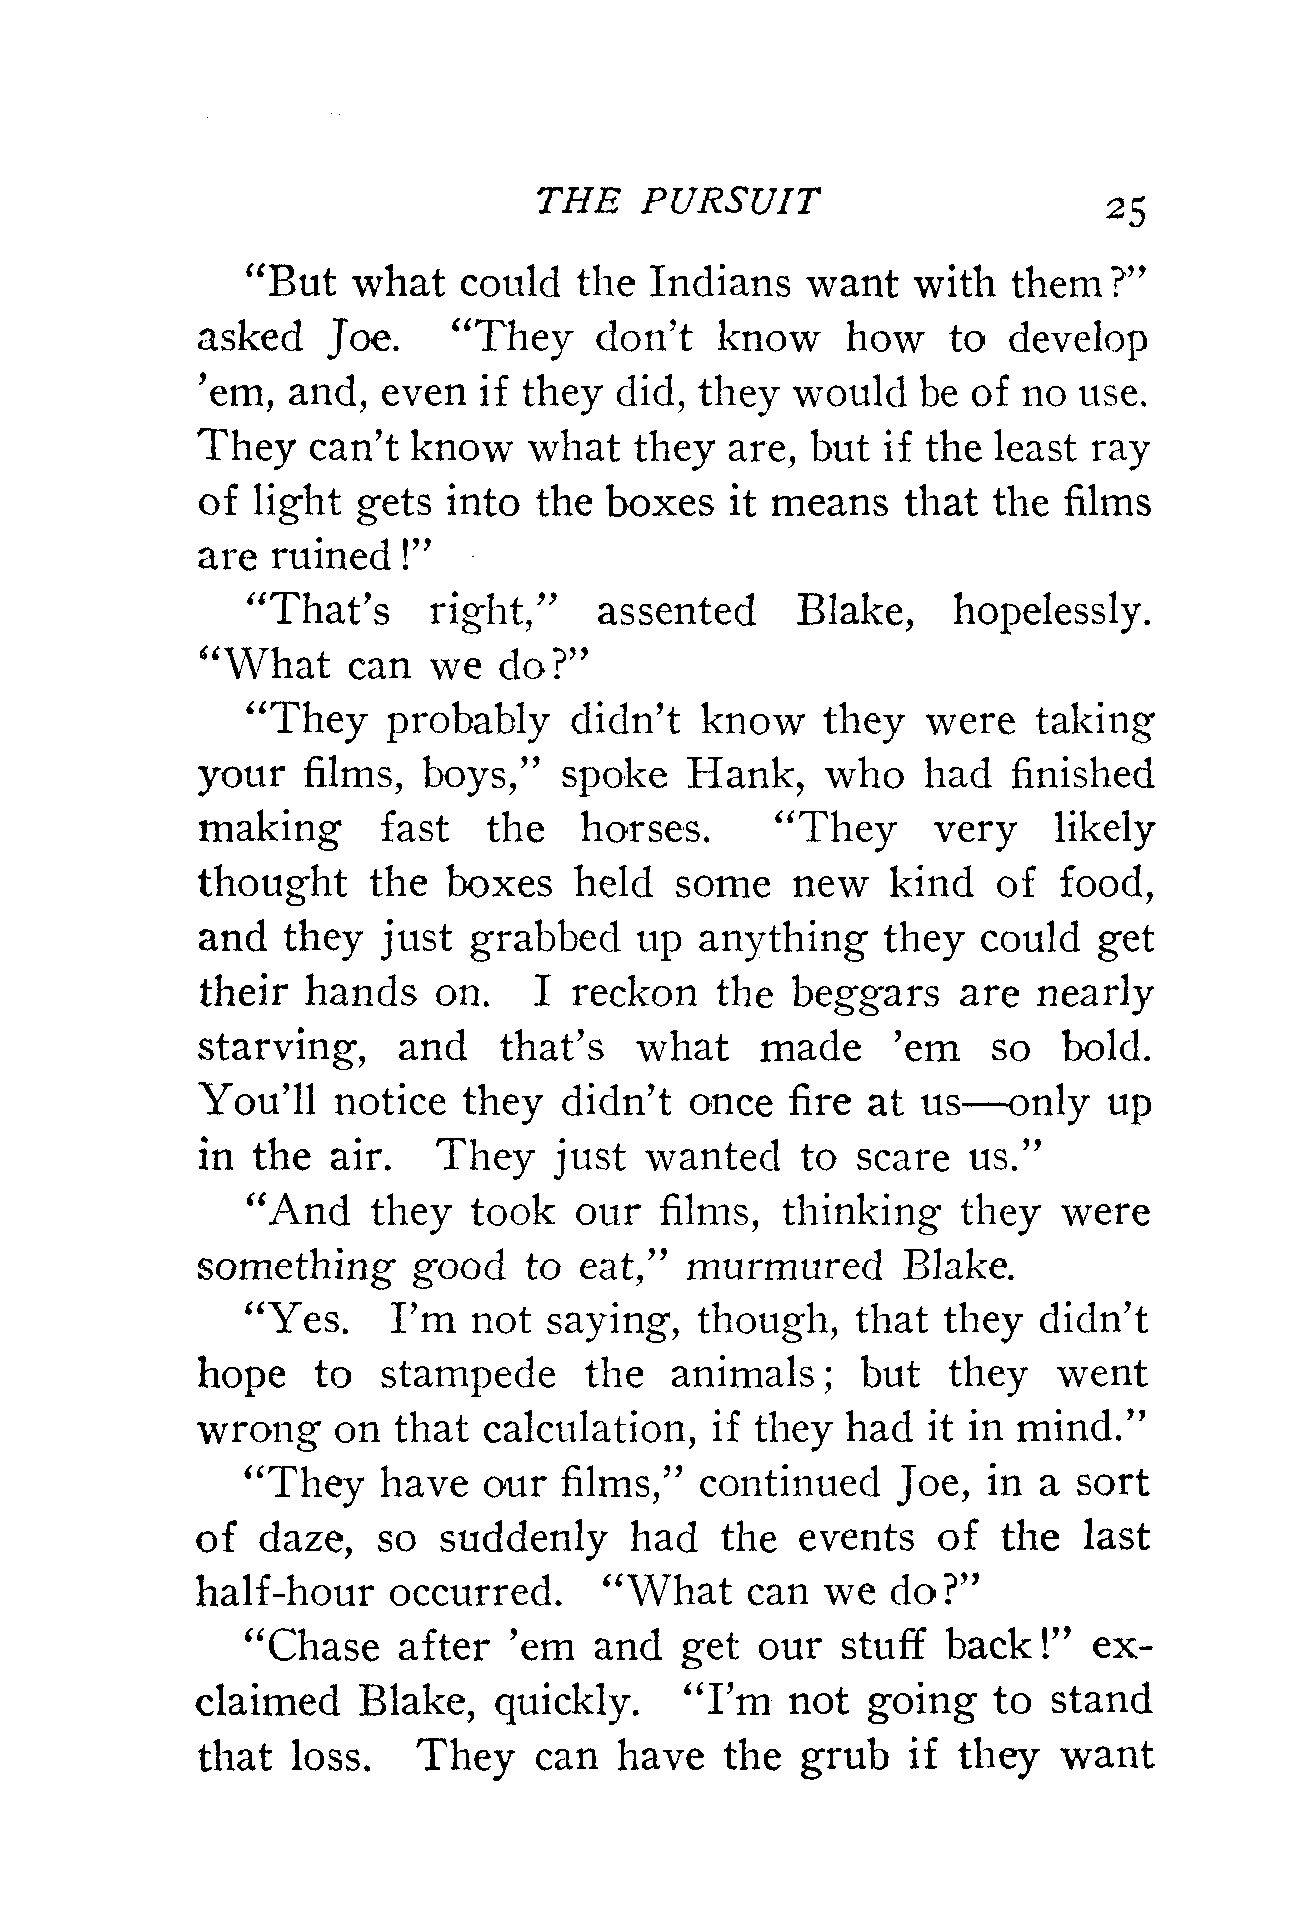 THE PURSUIT 25
“But what could the Indians want with them?”
asked Joe. “They don’t know how to develop
’em, and, even if they did, they would be of no use.
They can’t know what they are, but if the least ray
of light gets into the boxes it means that the films
are ruined!”
“That’s right,” assented Blake, hopelessly.
“What can we do?”
“They probably didn’t know they were taking
your films, boys,” spoke Hank, who had finished
making fast the horses. “They very likely
thought the boxes held some new kind of food,
and they just grabbed up anything they could get
their hands on. I reckon the beggars are nearly
starving, and that’s what made ’em so bold.
You’ll notice they didn’t once fire at us—only up
in the air. They just wanted to scare us.”
“And they took our films, thinking they were
something good to eat,” murmured Blake.
“Yes. I’m not saying, though, that they didn’t
hope to stampede the animals; but they went
wrong on that calculation, if they had it in mind.”
“They have our films,” continued Joe, in a sort
of daze, so suddenly had the events of the last
half-hour occurred. “What can we do?”
“Chase after ’em and get our stuff back!” ex-
claimed Blake, quickly. “I’m not going to stand
that loss. They can have the grub if they want